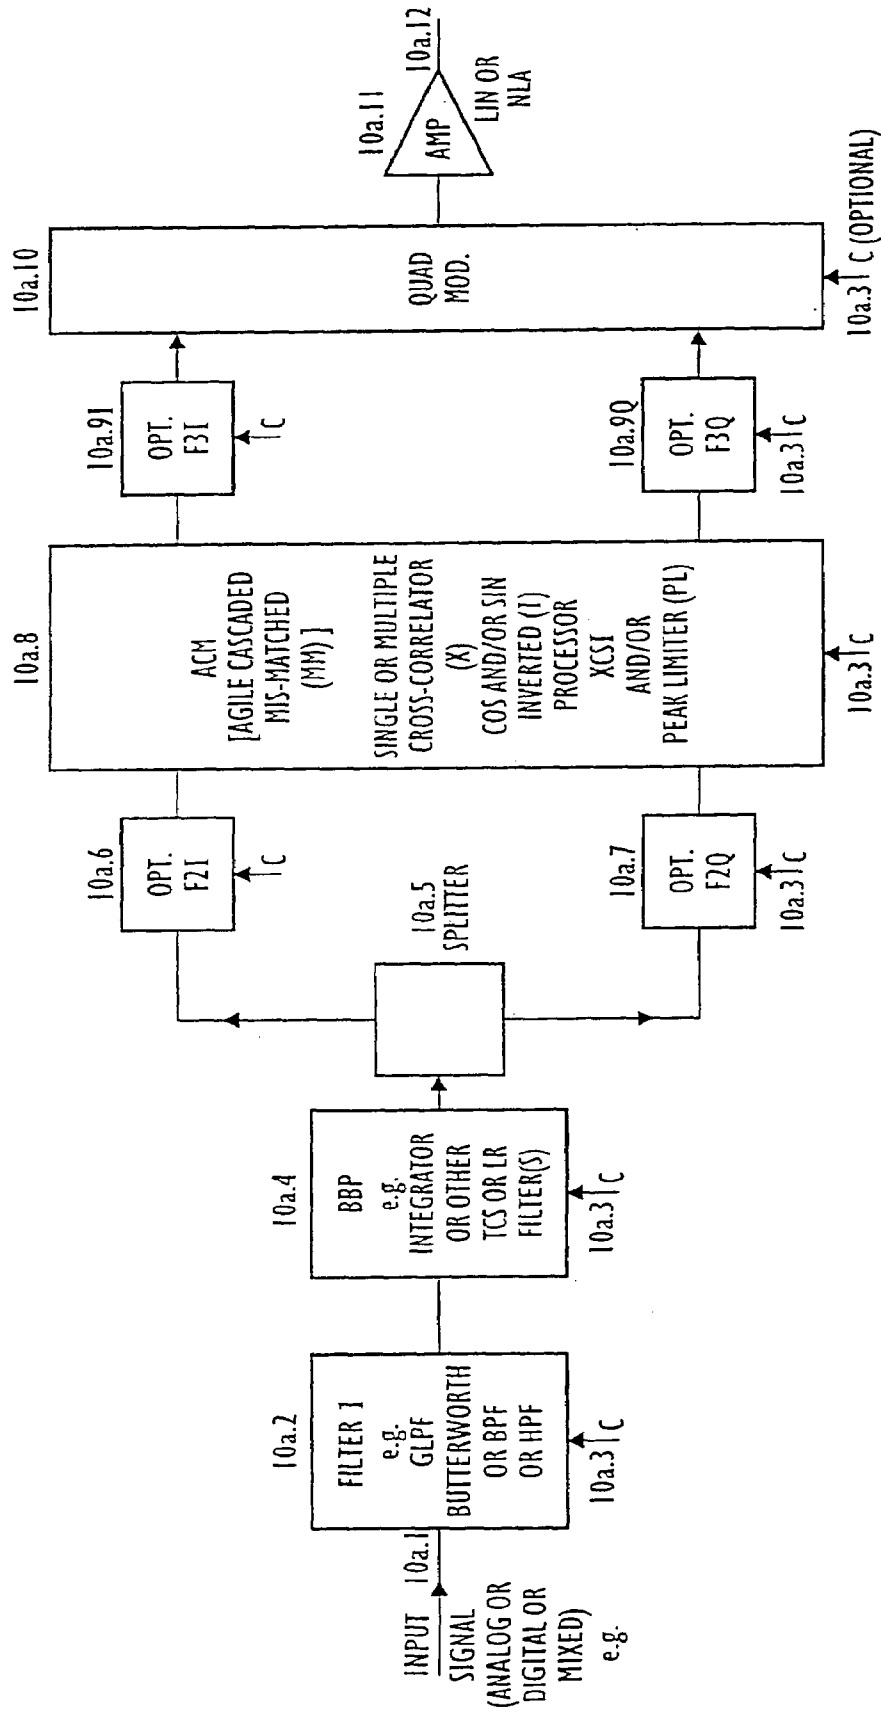 INPUT
SIGNAL
(ANALOG OR
DIGITAL OR
MIXED)
e.g.
10a.1
10a.2
FILTER 1
e.g.
GLPF
BUTTERWORTH
OR BPF
OR HPF
10a.3 C
10a.4
BBP
e.g.
INTEGRATOR
OR OTHER
TCS OR LR
FILTER(S)
10a.3 C
10a.5
SPLITTER
10a.6
OPT.
F2I
C
10a.7
OPT.
F2Q
10a.3 C
10a.8
ACM
[AGILE CASCADED
MIS-MATCHED
(MM) ]
SINGLE OR MULTIPLE
CROSS-CORRELATOR
(X)
COS AND/OR SIN
INVERTED (I)
PROCESSOR
XCSI
AND/OR
PEAK LIMITER (PL)
10a.3 C
10a.9I
OPT.
F3I
C
10a.9Q
OPT.
F3Q
10a.3 C
10a.10
QUAD
MOD.
10a.3 C (OPTIONAL)
10a.11
AMP
LIN OR
NLA
10a.12